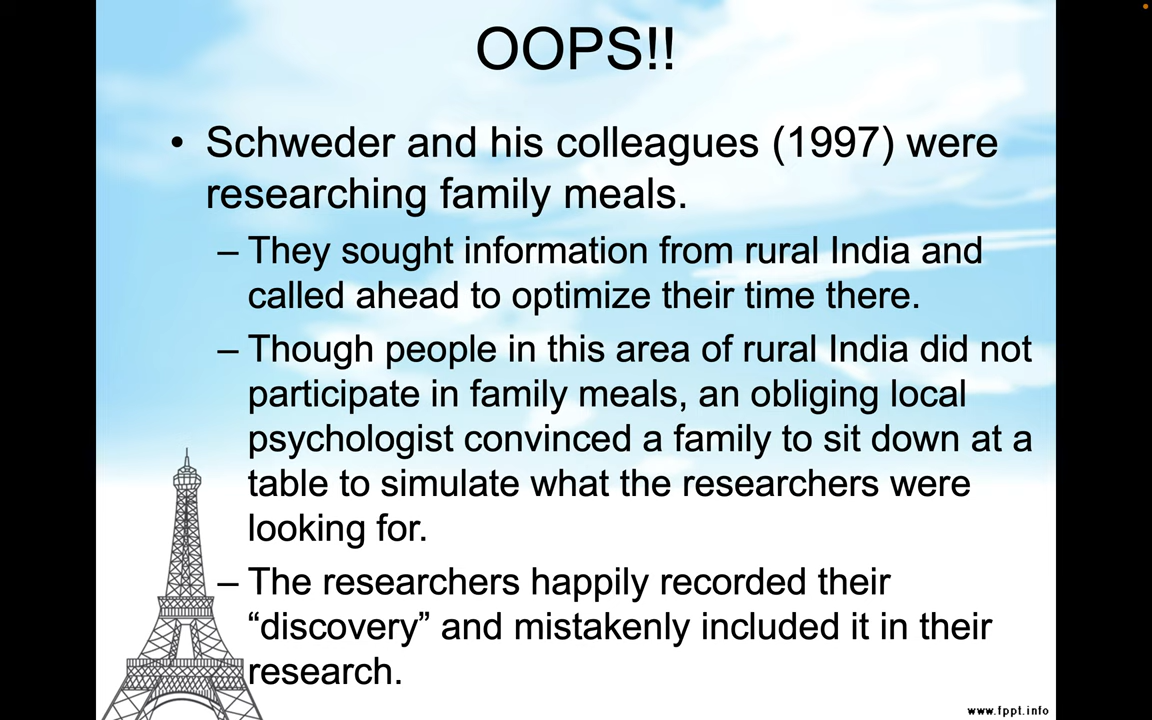 OOPS!!
• Schweder and his colleagues (1997) were
researching family meals.
– They sought information from rural India and
called ahead to optimize their time there.
– Though people in this area of rural India did not
participate in family meals, an obliging local
psychologist convinced a family to sit down at a
table to simulate what the researchers were
looking for.
– The researchers happily recorded their
“discovery” and mistakenly included it in their
research.
www.fppt.info